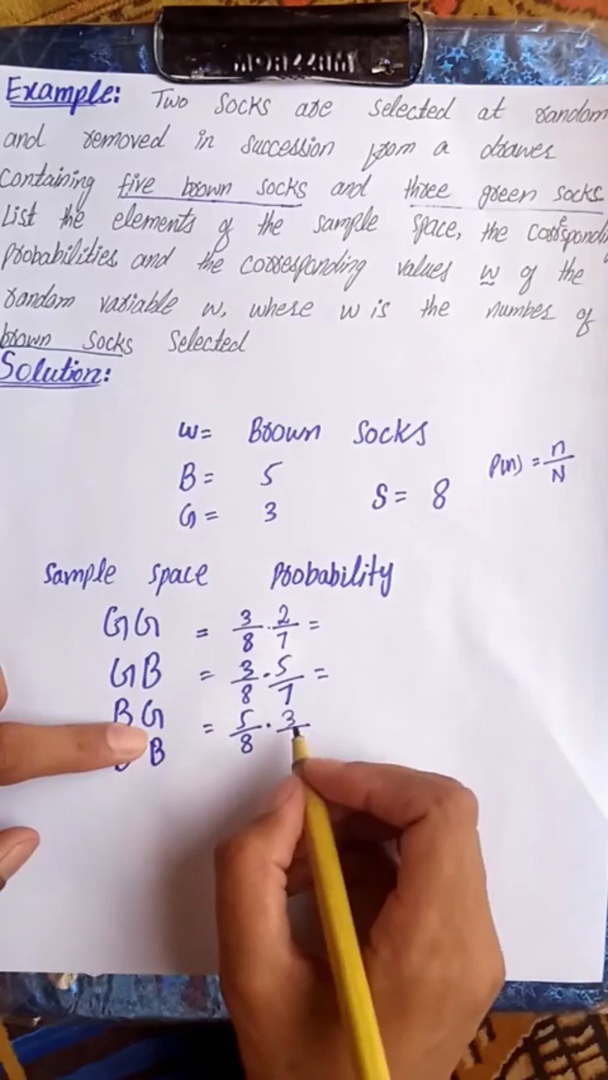 Example: Two socks are selected at random
and removed in succession from a drawer
containing five brown socks and three green socks.
List the elements of the sample space, the correspondi
probabilities and the corresponding values w of the
random variable w, where w is the number of
brown socks selected
Solution:
w= Brown Socks
B= 5
G= 3
S= 8
P(n) = n/N
Sample space Probability
GG = 3/8 · 2/7 =
GB = 3/8 · 5/7 =
BG = 5/8 · 3/
B